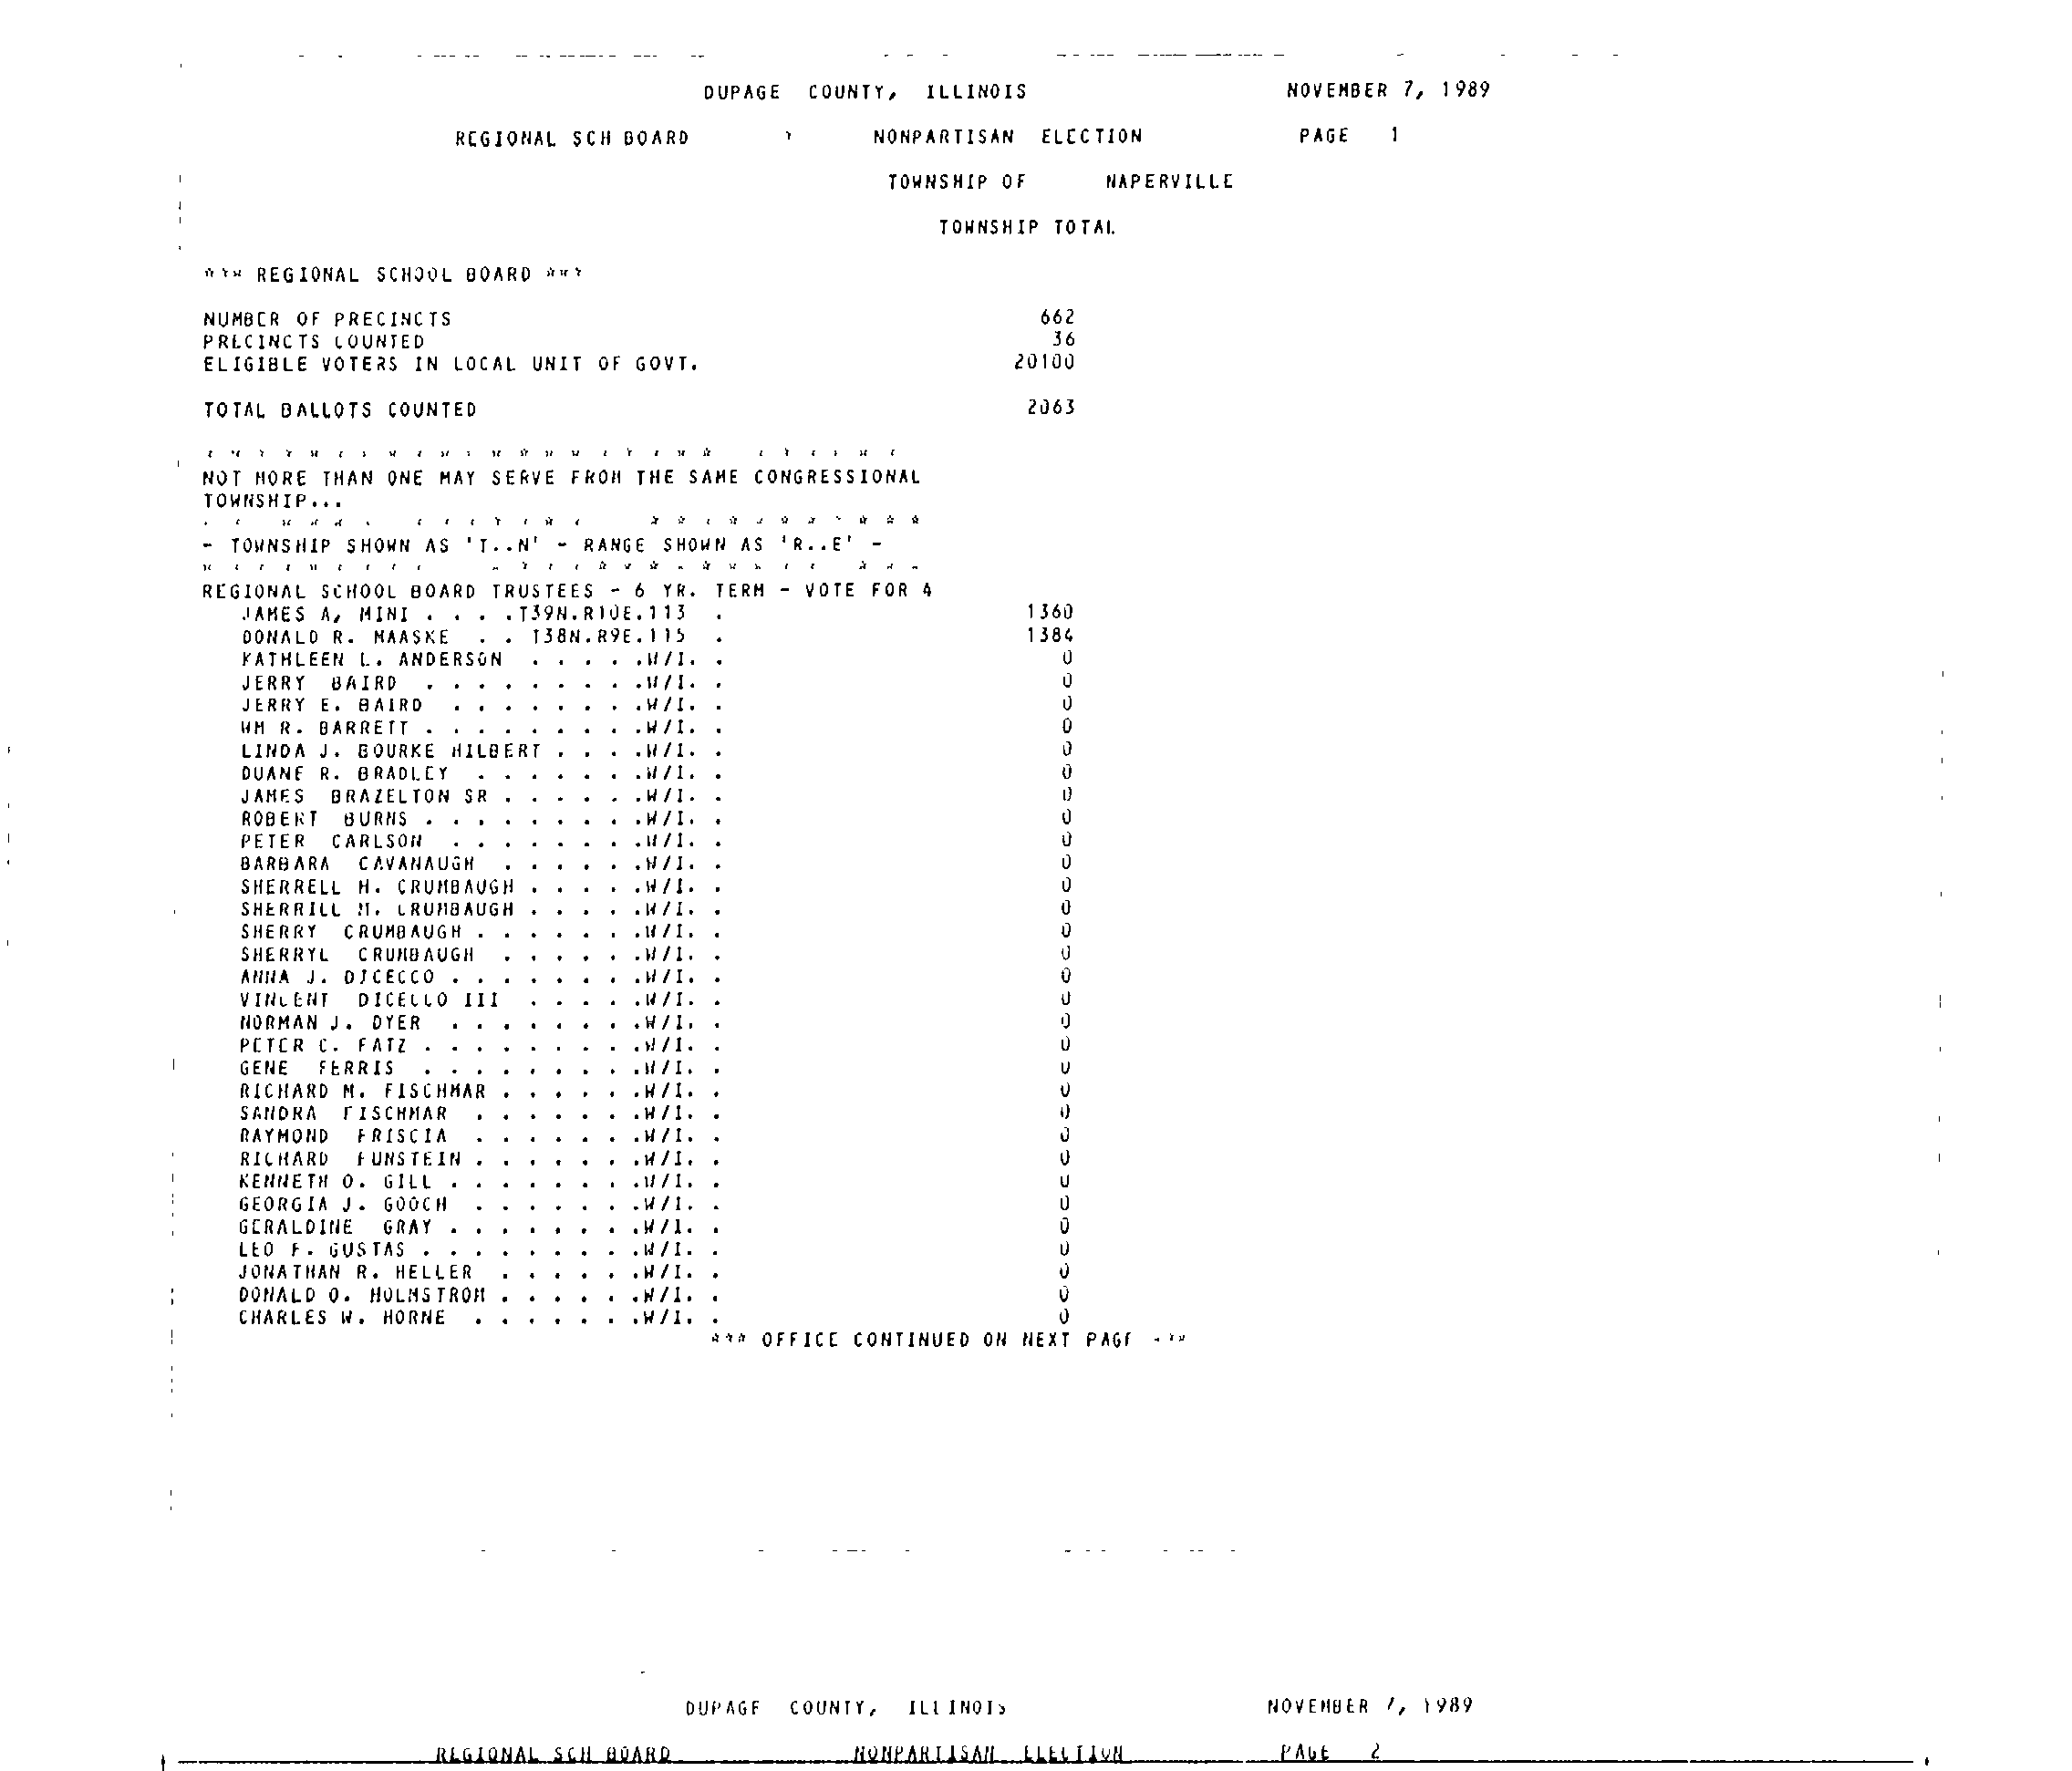 DUPAGE COUNTY, ILLINOIS NOVEMBER 7, 1989
REGIONAL SCH BOARD NONPARTISAN ELECTION PAGE 1
TOWNSHIP OF NAPERVILLE
TOWNSHIP TOTAL
*** REGIONAL SCHOOL BOARD ***
NUMBER OF PRECINCTS 662
PRECINCTS COUNTED 36
ELIGIBLE VOTERS IN LOCAL UNIT OF GOVT. 20100
TOTAL BALLOTS COUNTED 2063
NOT MORE THAN ONE MAY SERVE FROM THE SAME CONGRESSIONAL
TOWNSHIP...
- TOWNSHIP SHOWN AS 'T..N' - RANGE SHOWN AS 'R..E' -
REGIONAL SCHOOL BOARD TRUSTEES - 6 YR. TERM - VOTE FOR 4
JAMES A, MINI . . . .T39N.R10E.113 . 1360
DONALD R. MAASKE . . T38N.R9E.115 . 1384
KATHLEEN L. ANDERSON . . . . .W/I. . 0
JERRY BAIRD . . . . . . . . .W/I. . 0
JERRY E. BAIRD . . . . . . . .W/I. . 0
WM R. BARRETT . . . . . . . . .W/I. . 0
LINDA J. BOURKE HILBERT . . . .W/I. . 0
DUANE R. BRADLEY . . . . . . .W/I. . 0
JAMES BRAZELTON SR . . . . . .W/I. . 0
ROBERT BURNS . . . . . . . . .W/I. . 0
PETER CARLSON . . . . . . . .W/I. . 0
BARBARA CAVANAUGH . . . . . .W/I. . 0
SHERRELL H. CRUMBAUGH . . . . .W/I. . 0
SHERRILL M. CRUMBAUGH . . . . .W/I. . 0
SHERRY CRUMBAUGH . . . . . . .W/I. . 0
SHERRYL CRUMBAUGH . . . . . .W/I. . 0
ANNA J. DICECCO . . . . . . . .W/I. . 0
VINCENT DICELLO III . . . . .W/I. . 0
NORMAN J. DYER . . . . . . . .W/I. . 0
PETER C. FATZ . . . . . . . . .W/I. . 0
GENE FERRIS . . . . . . . . .W/I. . 0
RICHARD M. FISCHMAR . . . . . .W/I. . 0
SANDRA FISCHMAR . . . . . . .W/I. . 0
RAYMOND FRISCIA . . . . . . .W/I. . 0
RICHARD FUNSTEIN . . . . . . .W/I. . 0
KENNETH O. GILL . . . . . . . .W/I. . 0
GEORGIA J. GOOCH . . . . . . .W/I. . 0
GERALDINE GRAY . . . . . . . .W/I. . 0
LEO F. GUSTAS . . . . . . . . .W/I. . 0
JONATHAN R. HELLER . . . . . .W/I. . 0
DONALD O. HOLMSTROM . . . . . .W/I. . 0
CHARLES W. HORNE . . . . . . .W/I. . 0
*** OFFICE CONTINUED ON NEXT PAGE ***
DUPAGE COUNTY, ILLINOIS NOVEMBER 7, 1989
REGIONAL SCH BOARD NONPARTISAN ELECTION PAGE 2